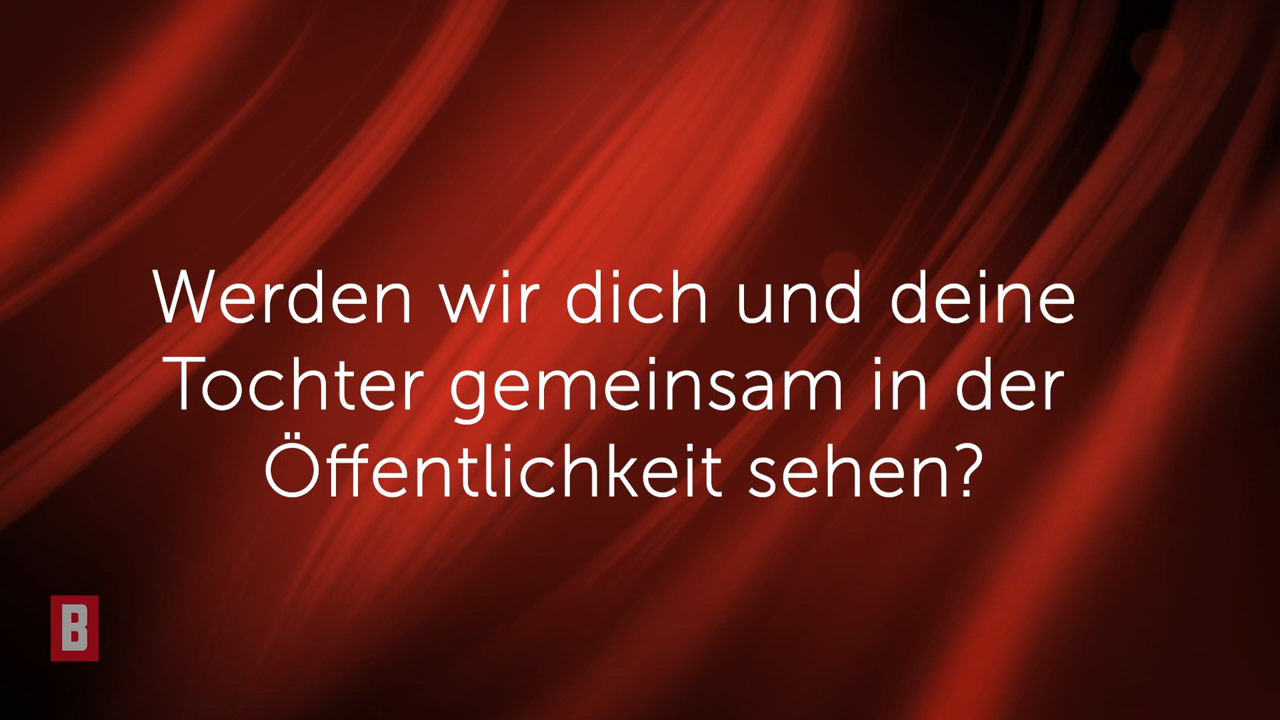 Werden wir dich und deine
Tochter gemeinsam in der
Öffentlichkeit sehen?
B